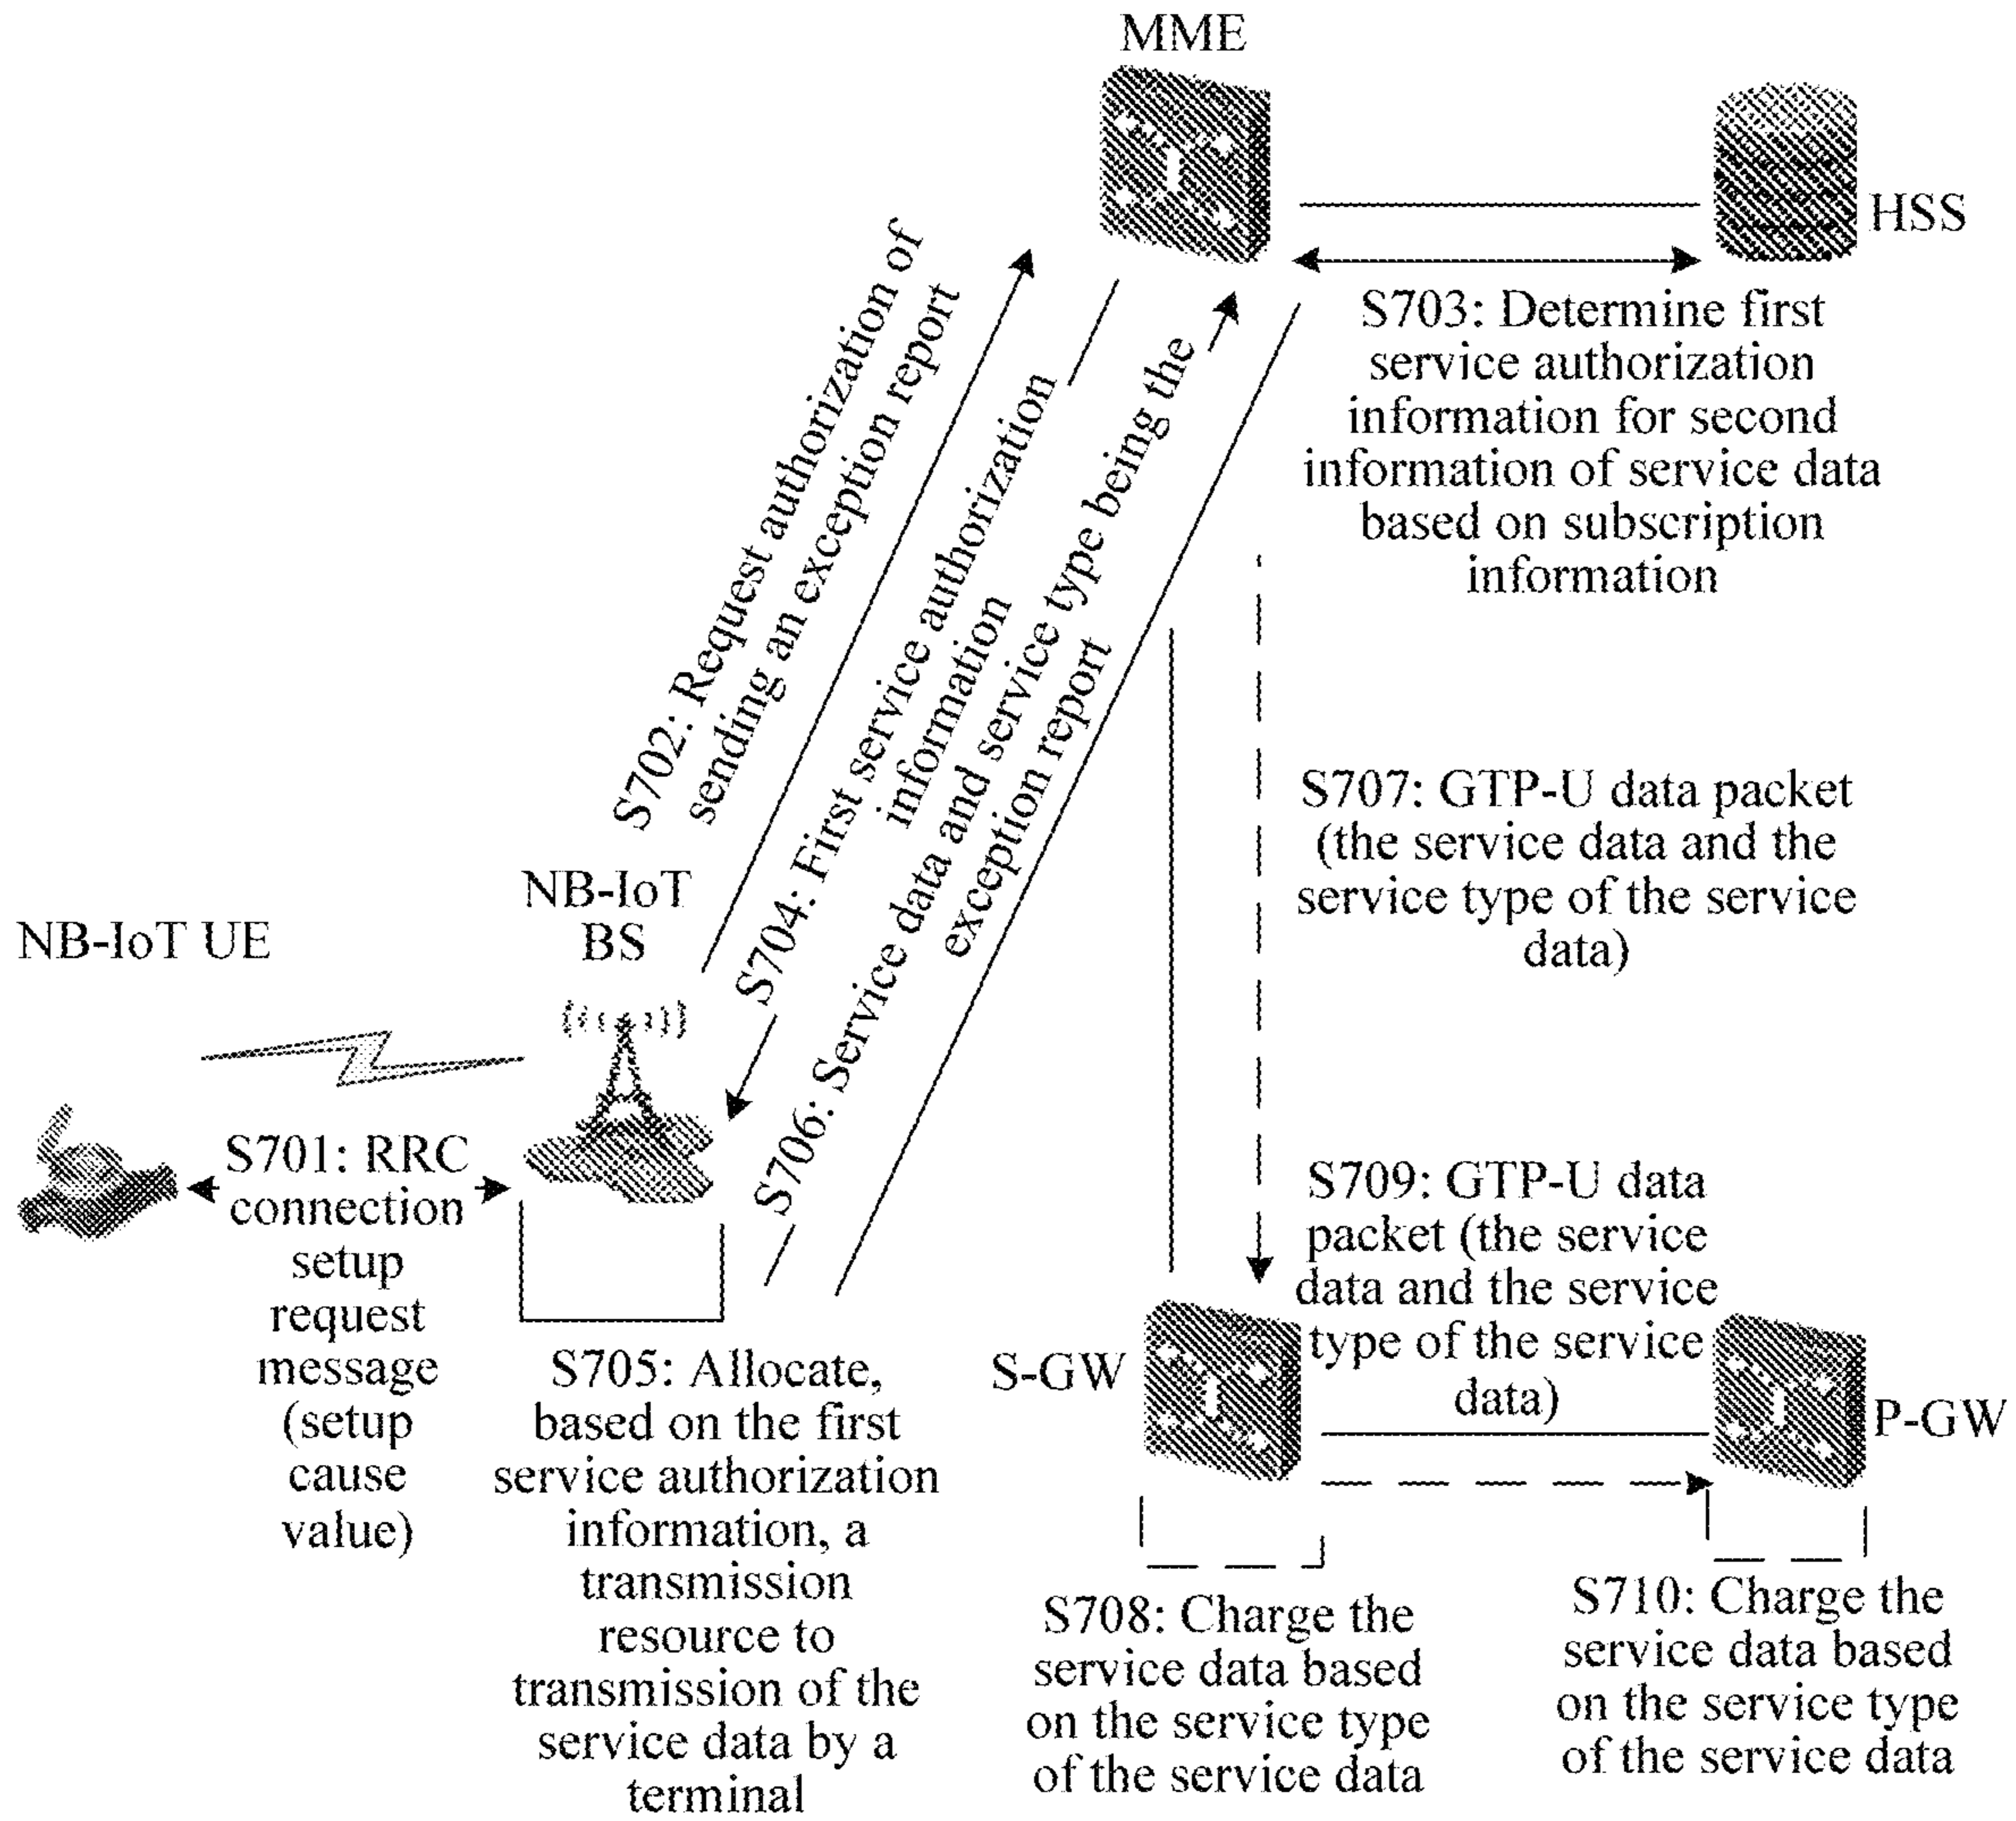 MME
HSS
S702: Request authorization of
sending an exception report
S703: Determine first
service authorization
information for second
information of service data
based on subscription
information
S704: First service authorization
information
S706: Service data and service type being the
exception report
S707: GTP-U data packet
(the service data and the
service type of the service
data)
NB-IoT UE
NB-IoT
BS
S701: RRC
connection
setup
request
message
(setup
cause
value)
S705: Allocate,
based on the first
service authorization
information, a
transmission
resource to
transmission of the
service data by a
terminal
S709: GTP-U data
packet (the service
data and the service
type of the service
data)
S-GW
P-GW
S708: Charge the
service data based
on the service type
of the service data
S710: Charge the
service data based
on the service type
of the service data